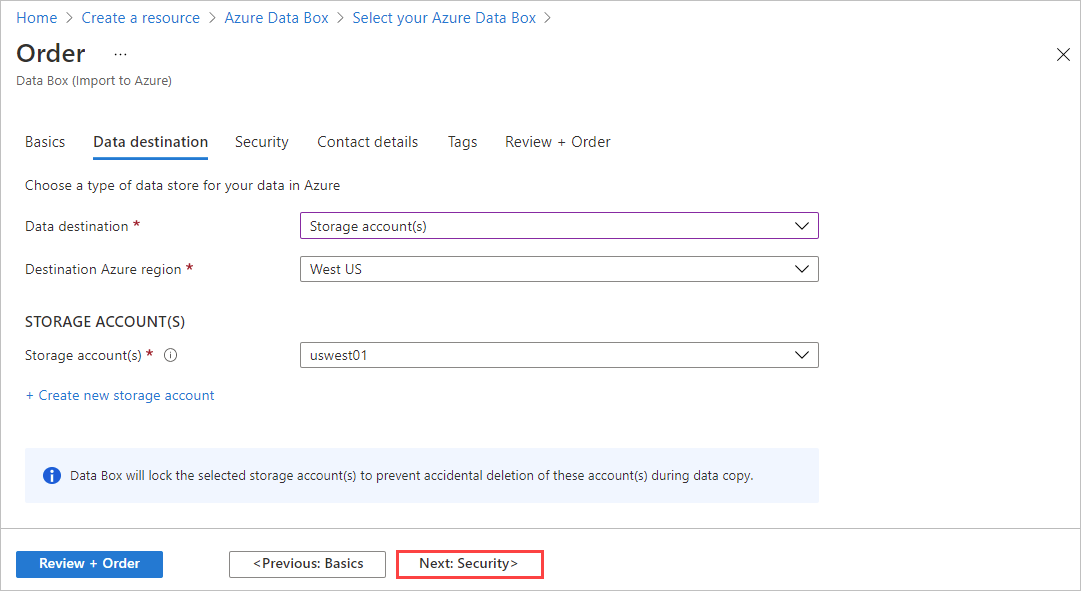 Home > Create a resource > Azure Data Box > Select your Azure Data Box >
Order ...
Data Box (Import to Azure)
Basics Data destination Security Contact details Tags Review + Order
Choose a type of data store for your data in Azure
Data destination * Storage account(s)
Destination Azure region * West US
STORAGE ACCOUNT(S)
Storage account(s) * uswest01
+ Create new storage account
Data Box will lock the selected storage account(s) to prevent accidental deletion of these account(s) during data copy.
Review + Order <Previous: Basics Next: Security>